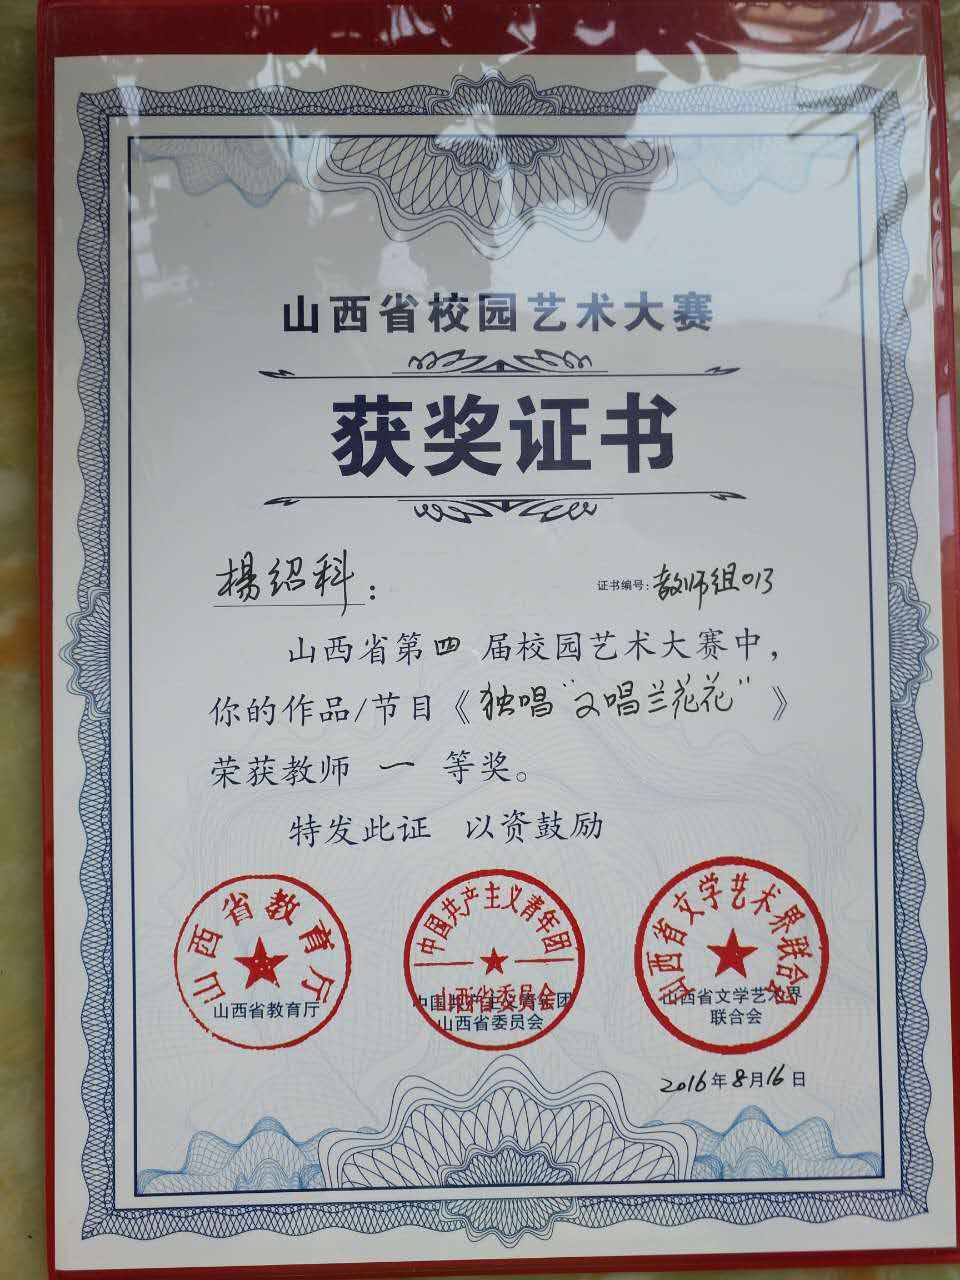 山西省校园艺术大赛
获奖证书
楊绍科：
证书编号：教师组013
山西省第四届校园艺术大赛中，
你的作品/节目《独唱“又唱兰花花”》
荣获教师 一 等奖。
特发此证 以资鼓励
山西省教育厅
山西省教育厅
中国共产主义青年团
山西省委员会
中国共产主义青年团
山西省委员会
山西省文学艺术界联合会
山西省文学艺术界
联合会
2016年8月16日